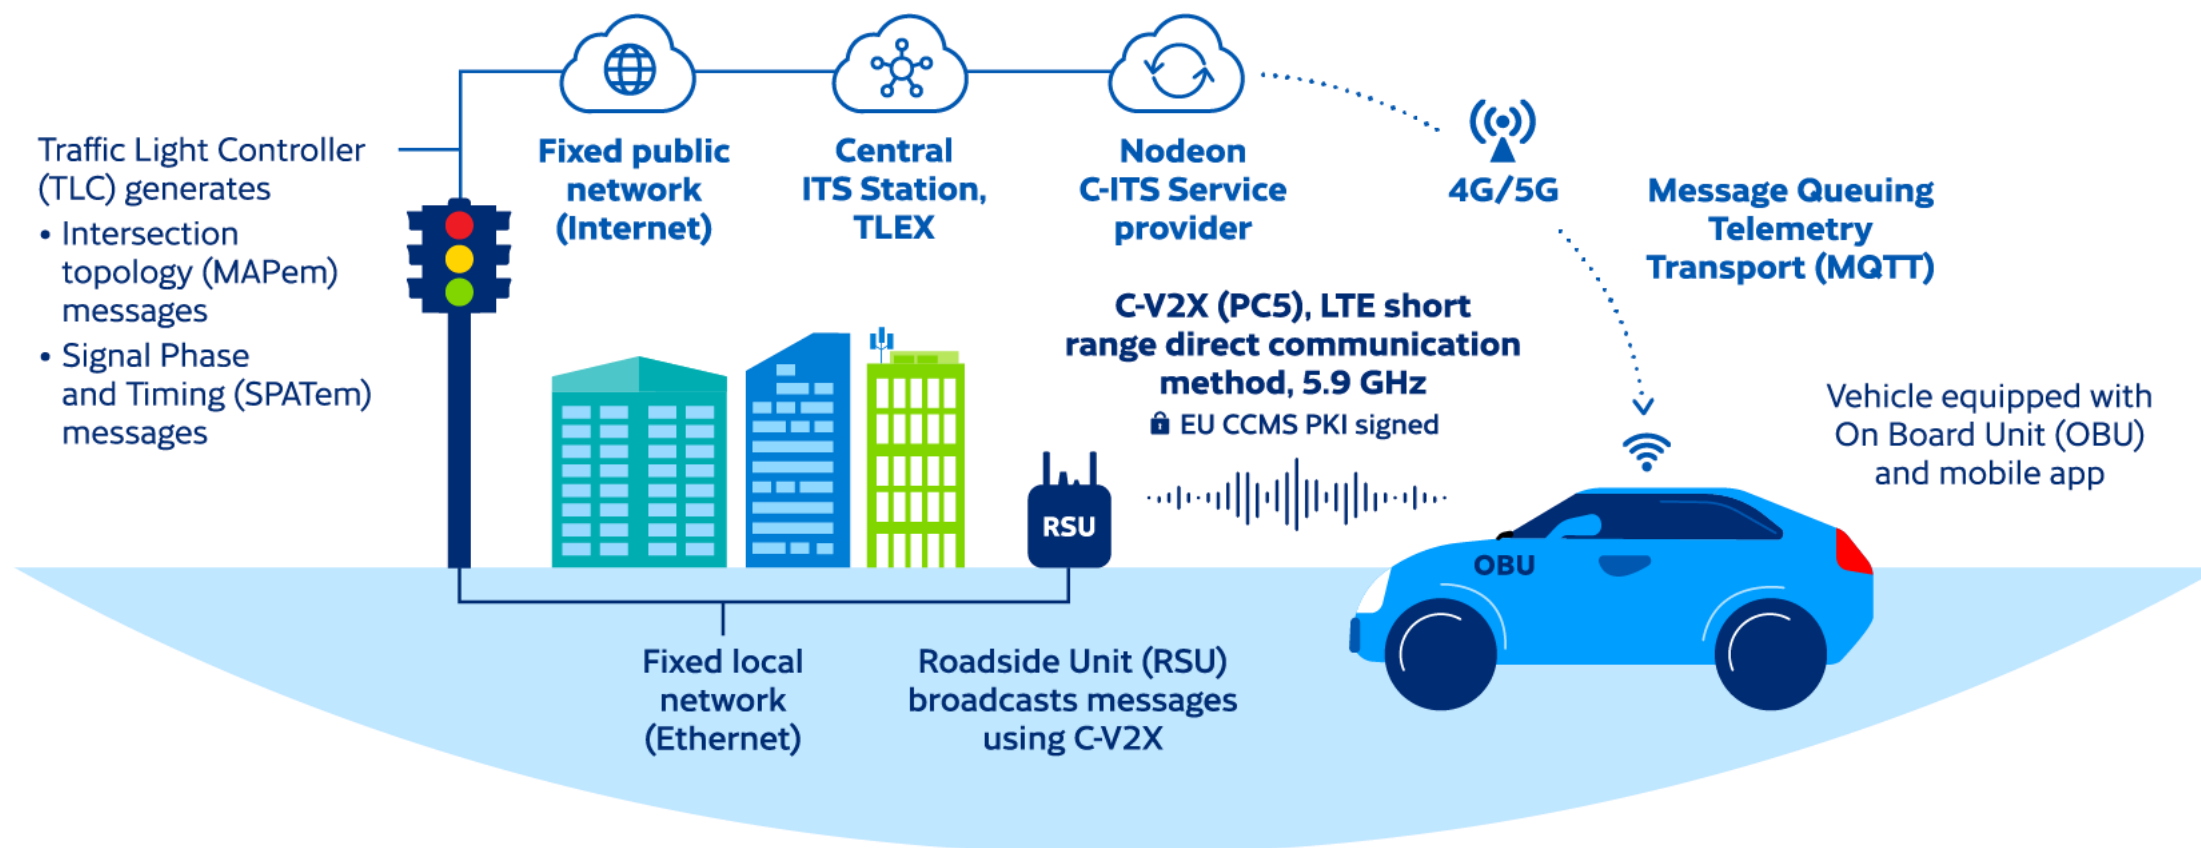 Traffic Light Controller
(TLC) generates
• Intersection
topology (MAPem)
messages
• Signal Phase
and Timing (SPATem)
messages
Fixed public
network
(Internet)
Central
ITS Station,
TLEX
Nodeon
C-ITS Service
provider
4G/5G
Message Queuing
Telemetry
Transport (MQTT)
C-V2X (PC5), LTE short
range direct communication
method, 5.9 GHz
EU CCMS PKI signed
Vehicle equipped with
On Board Unit (OBU)
and mobile app
RSU
OBU
Fixed local
network
(Ethernet)
Roadside Unit (RSU)
broadcasts messages
using C-V2X